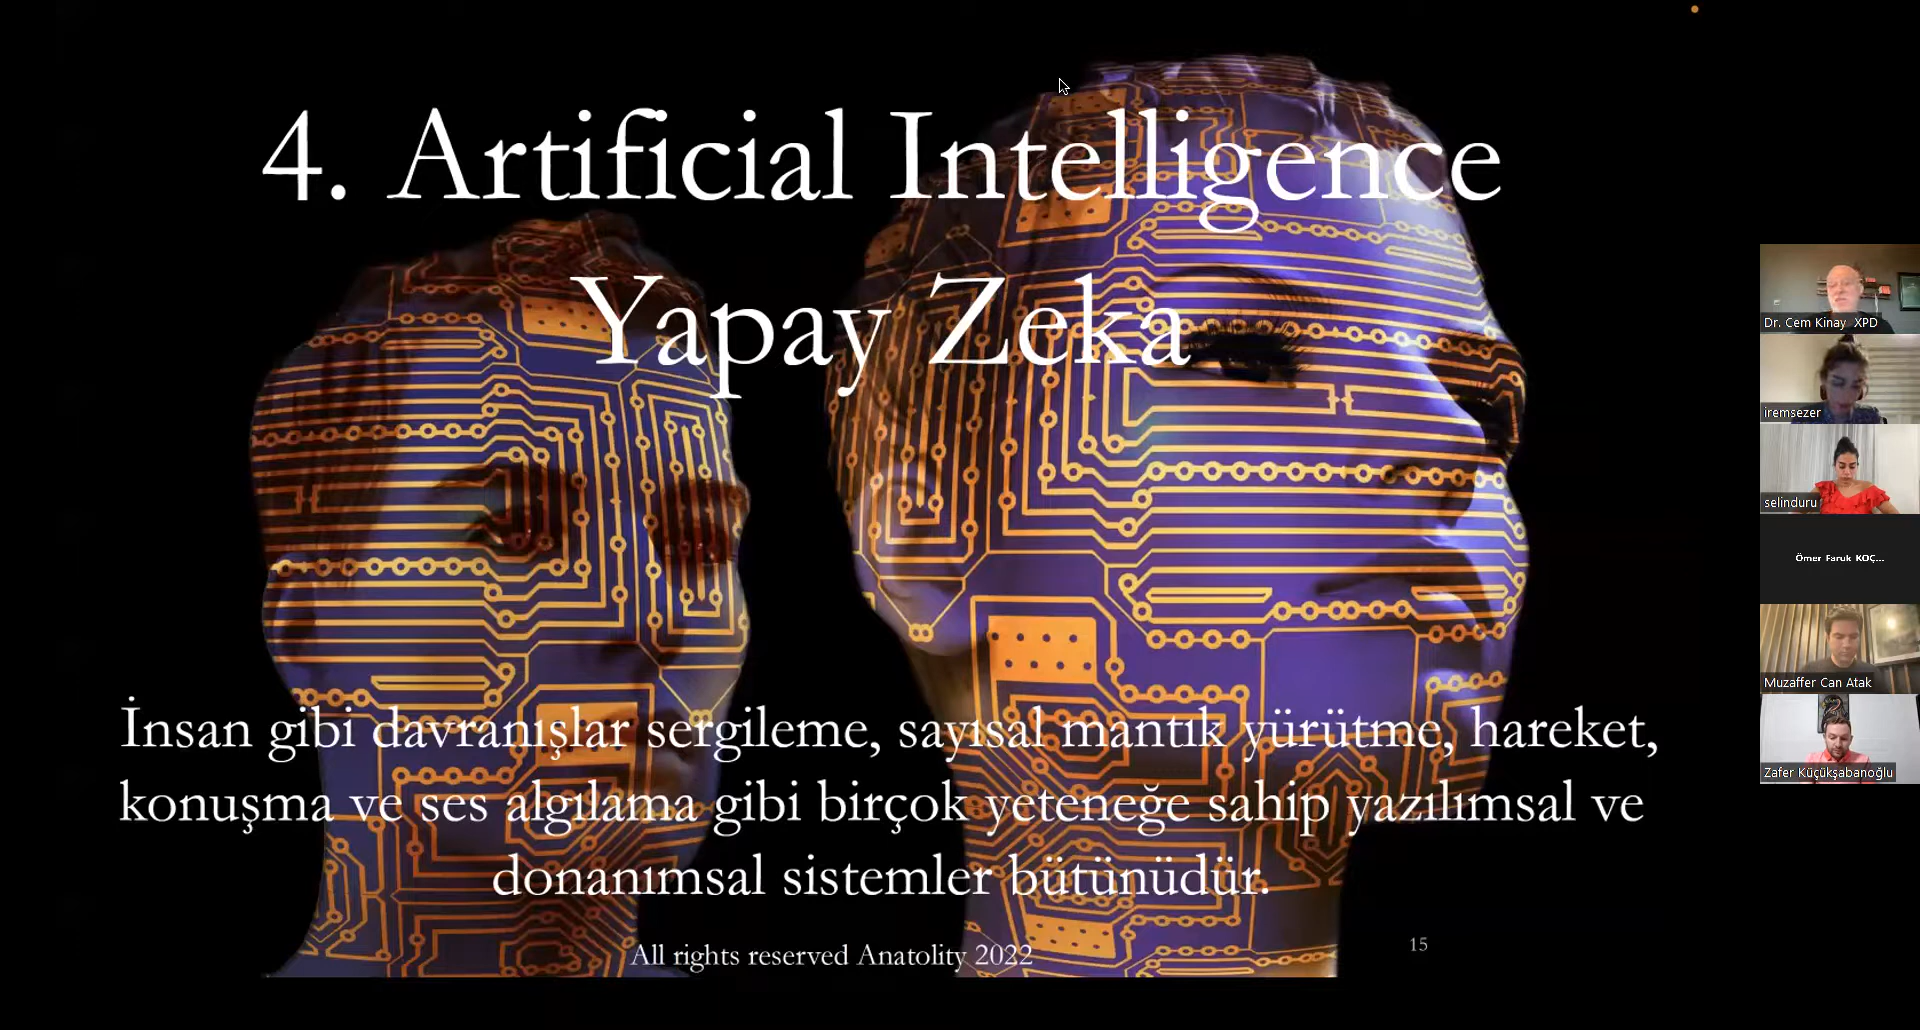 4. Artificial Intelligence
Yapay Zeka
İnsan gibi davranışlar sergileme, sayısal mantık yürütme, hareket,
konuşma ve ses algılama gibi birçok yeteneğe sahip yazılımsal ve
donanımsal sistemler bütünüdür.
All rights reserved Anatolity 2022
15
Dr. Cem Kinay XPD
iremsezer
selinduru
Ömer Faruk KOÇ...
Muzaffer Can Atak
Zafer Küçükşabanoğlu